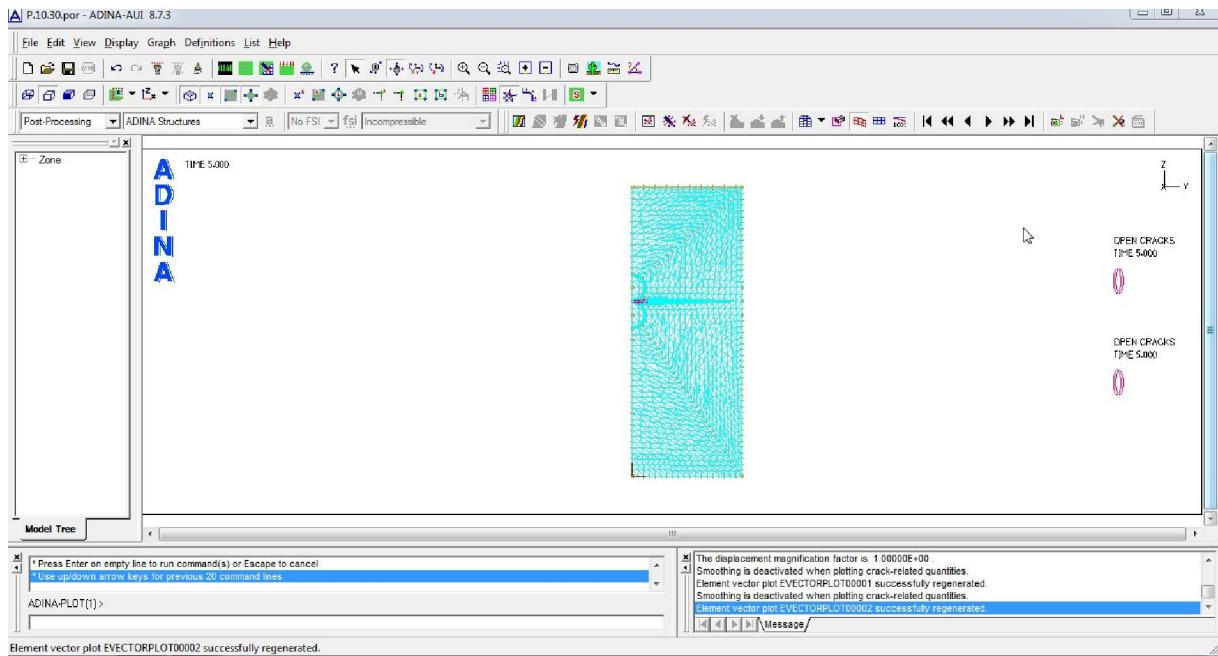 P.10.30.por - ADINA-AUI 8.7.3
File Edit View Display Graph Definitions List Help
Post-Processing ADINA Structures No FSI fsi Incompressible
Zone
ADINA
TIME 5.000
Z
Y
OPEN CRACKS
TIME 5.000
OPEN CRACKS
TIME 5.000
Model Tree
* Press Enter on empty line to run command(s) or Escape to cancel
* Use up/down arrow keys for previous 20 command lines
ADINA-PLOT(1) >
The displacement magnification factor is 1.00000E+00 .
Smoothing is deactivated when plotting crack-related quantities.
Element vector plot EVECTORPLOT00001 successfully regenerated.
Smoothing is deactivated when plotting crack-related quantities.
Element vector plot EVECTORPLOT00002 successfully regenerated.
Message
Element vector plot EVECTORPLOT00002 successfully regenerated.